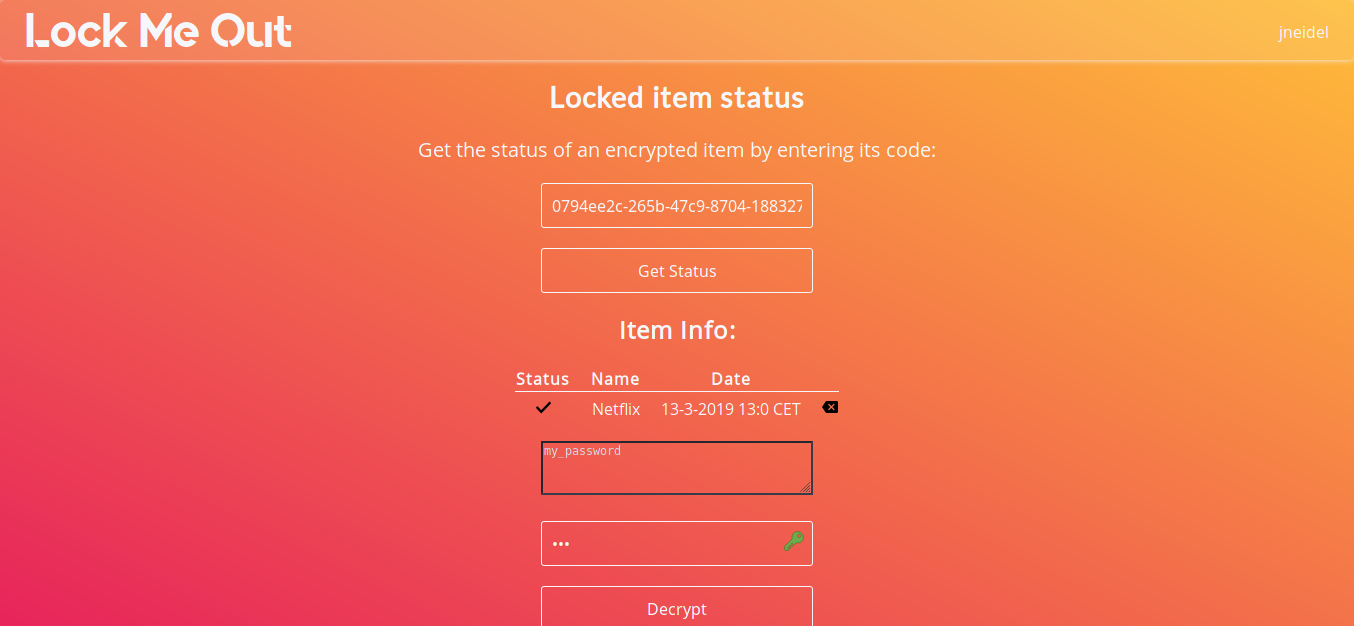 Lock Me Out
jneidel
Locked item status
Get the status of an encrypted item by entering its code:
0794ee2c-265b-47c9-8704-188327
Get Status
Item Info:
Status Name Date
Netflix 13-3-2019 13:0 CET
my_password
•••
Decrypt